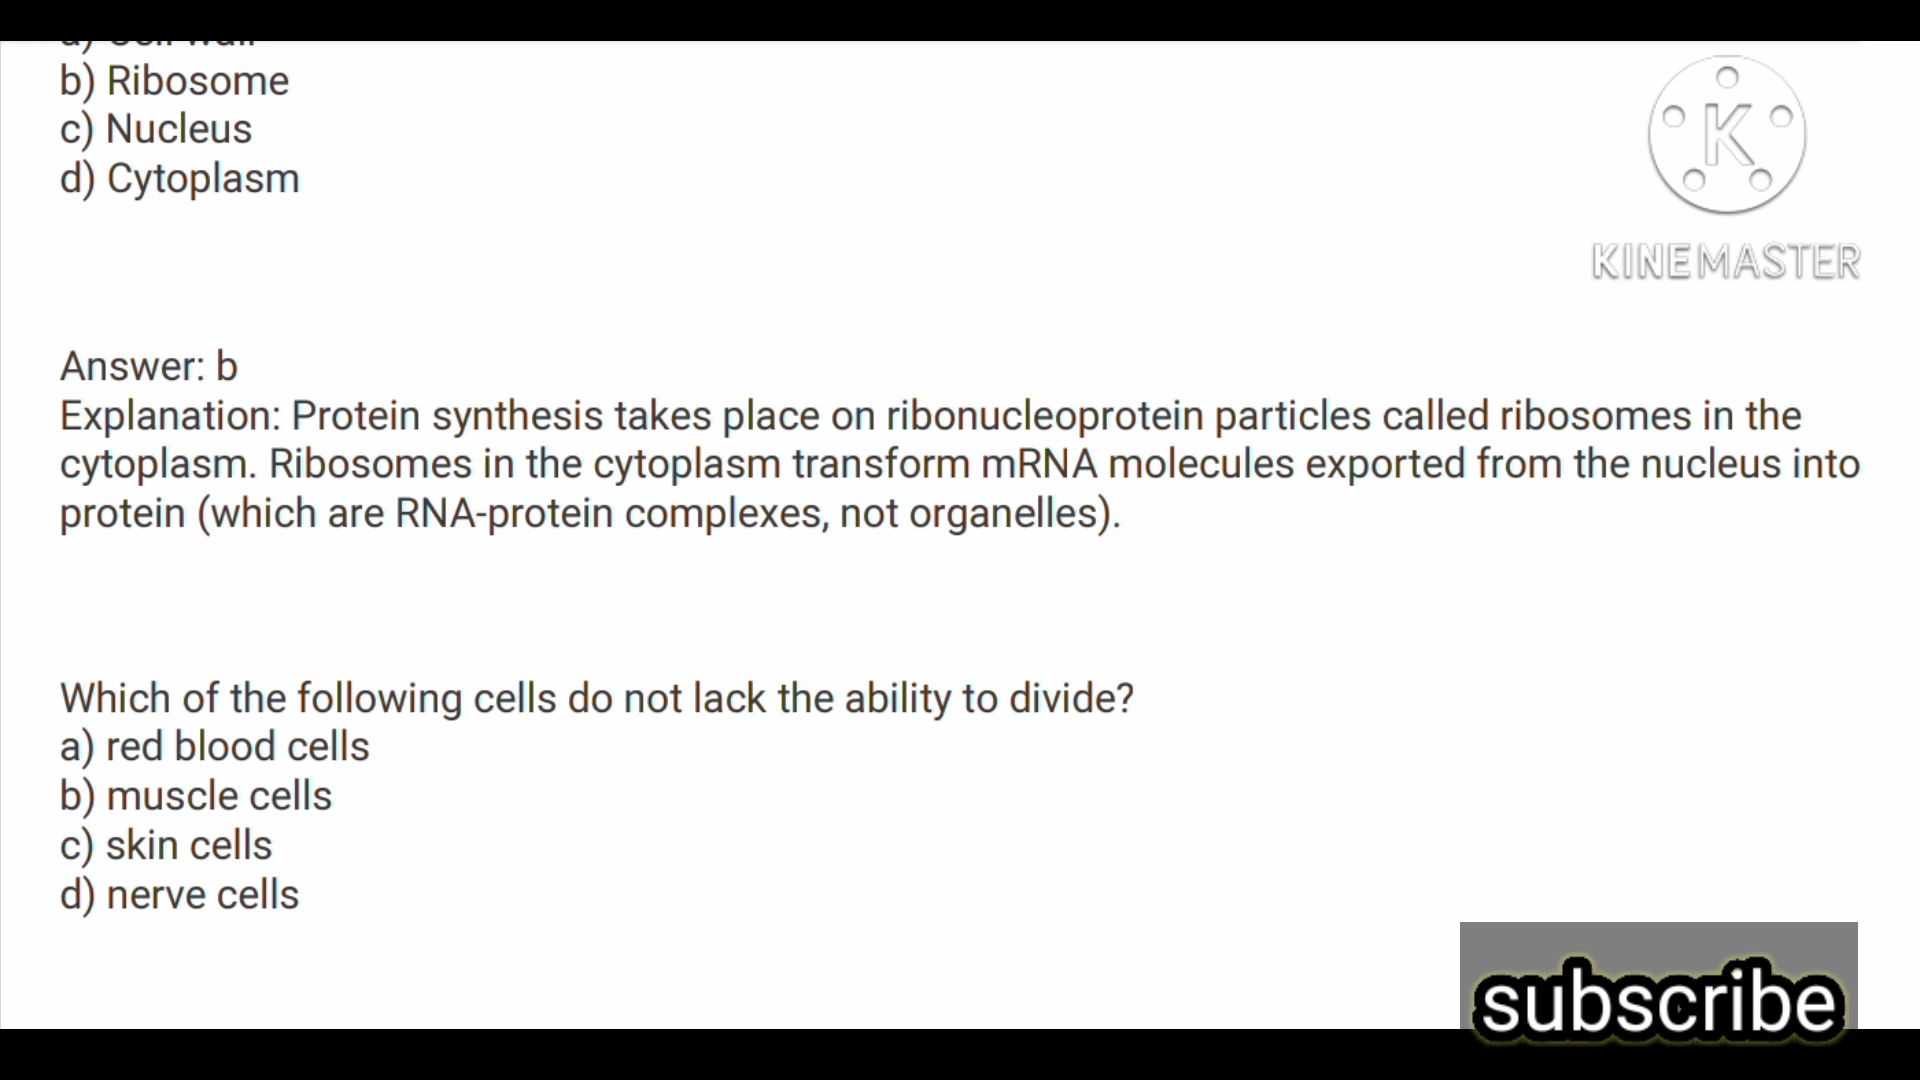 a) Cell wall
b) Ribosome
c) Nucleus
d) Cytoplasm
K
KINEMASTER
Answer: b
Explanation: Protein synthesis takes place on ribonucleoprotein particles called ribosomes in the
cytoplasm. Ribosomes in the cytoplasm transform mRNA molecules exported from the nucleus into
protein (which are RNA-protein complexes, not organelles).
Which of the following cells do not lack the ability to divide?
a) red blood cells
b) muscle cells
c) skin cells
d) nerve cells
subscribe